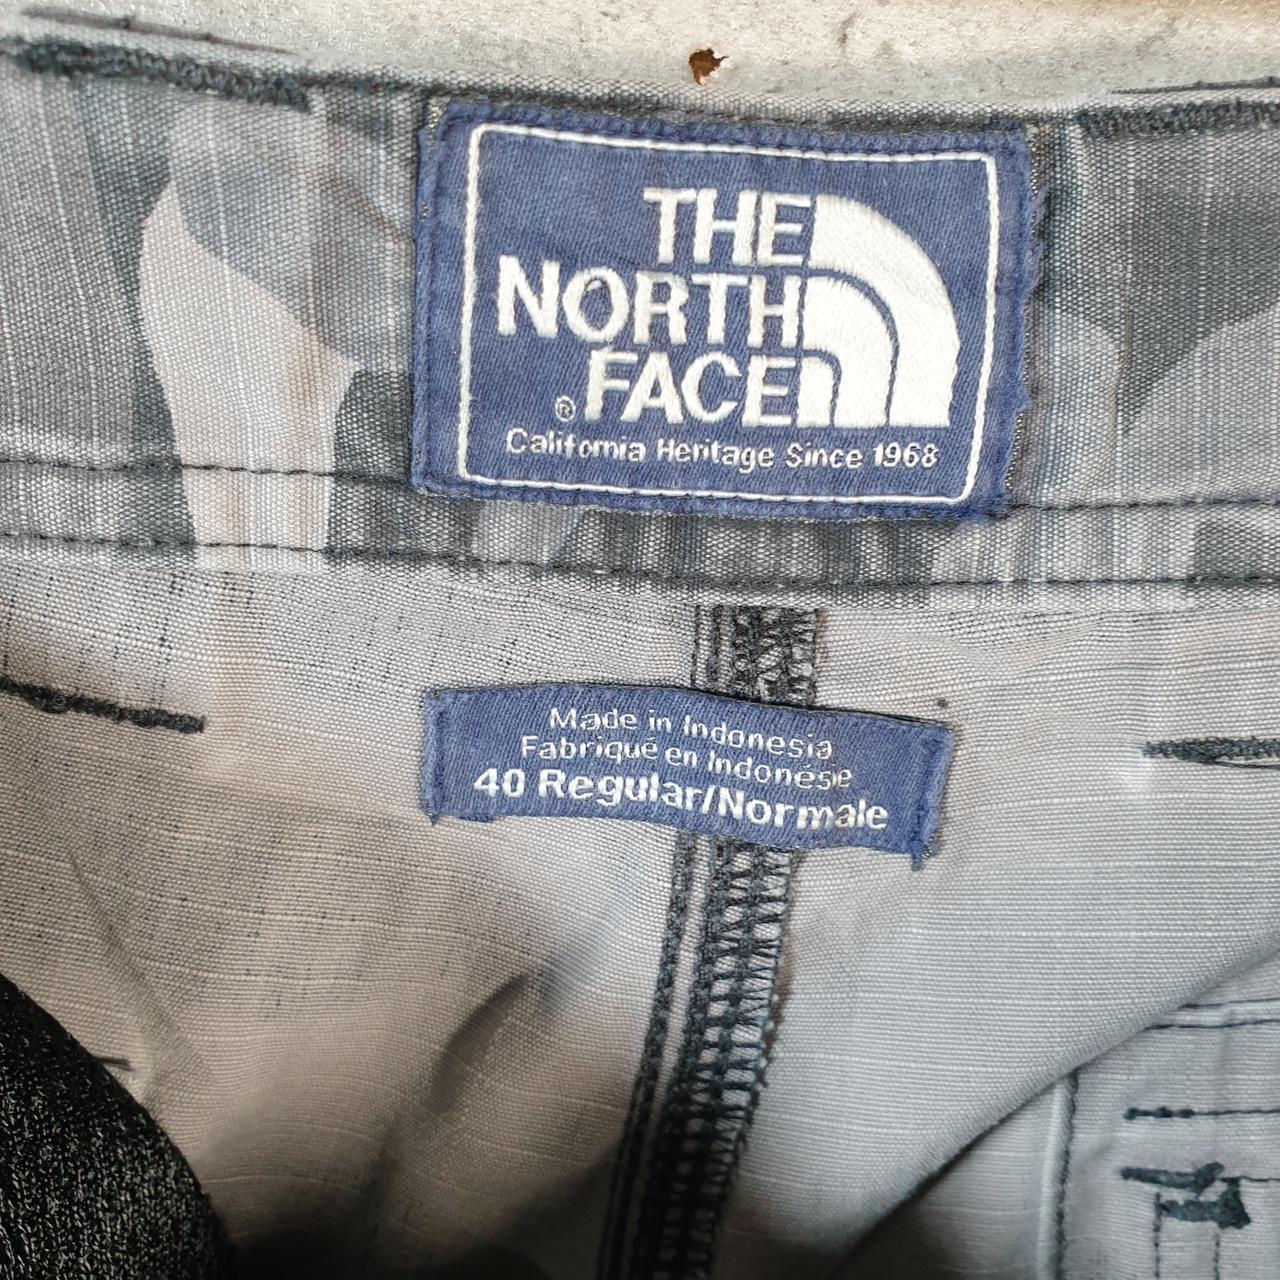 THE
NORTH
FACE
®
California Heritage Since 1968
Made in Indonesia
Fabriqué en Indonésie
40 Regular/Normale